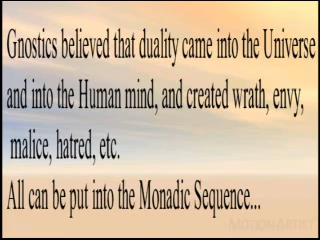 Gnostics believed that duality came into the Universe
and into the Human mind, and created wrath, envy,
malice, hatred, etc.
All can be put into the Monadic Sequence...
MotionArtist